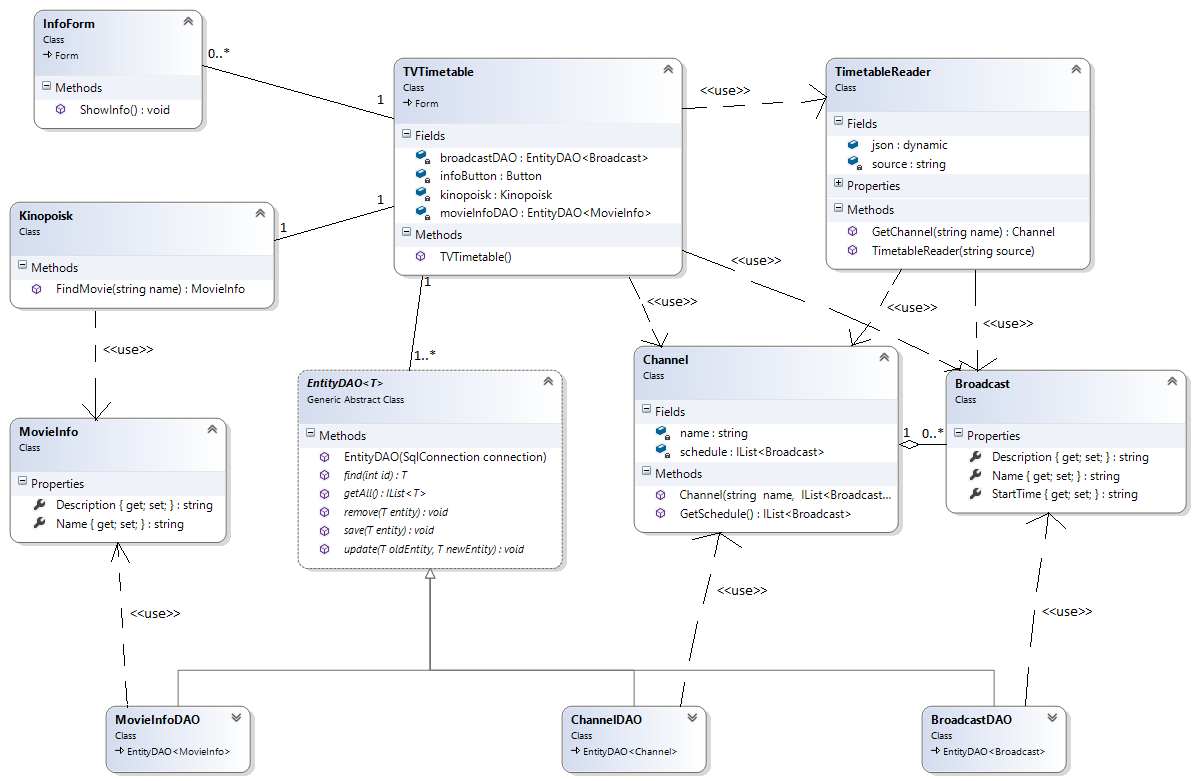 InfoForm
Class
Form
Methods
ShowInfo() : void
0..*
1
TVTimetable
Class
Form
Fields
broadcastDAO : EntityDAO<Broadcast>
infoButton : Button
kinopoisk : Kinopoisk
movieInfoDAO : EntityDAO<MovieInfo>
Methods
TVTimetable()
<<use>>
TimetableReader
Class
Fields
json : dynamic
source : string
Properties
Methods
GetChannel(string name) : Channel
TimetableReader(string source)
Kinopoisk
Class
Methods
FindMovie(string name) : MovieInfo
1
1
<<use>>
<<use>>
<<use>>
<<use>>
<<use>>
1
1..*
MovieInfo
Class
Properties
Description { get; set; } : string
Name { get; set; } : string
EntityDAO<T>
Generic Abstract Class
Methods
EntityDAO(SqlConnection connection)
find(int id) : T
getAll() : IList<T>
remove(T entity) : void
save(T entity) : void
update(T oldEntity, T newEntity) : void
Channel
Class
Fields
name : string
schedule : IList<Broadcast>
Methods
Channel(string name, IList<Broadcast...
GetSchedule() : IList<Broadcast>
1
0..*
Broadcast
Class
Properties
Description { get; set; } : string
Name { get; set; } : string
StartTime { get; set; } : string
<<use>>
<<use>>
<<use>>
MovieInfoDAO
Class
EntityDAO<MovieInfo>
ChannelDAO
Class
EntityDAO<Channel>
BroadcastDAO
Class
EntityDAO<Broadcast>